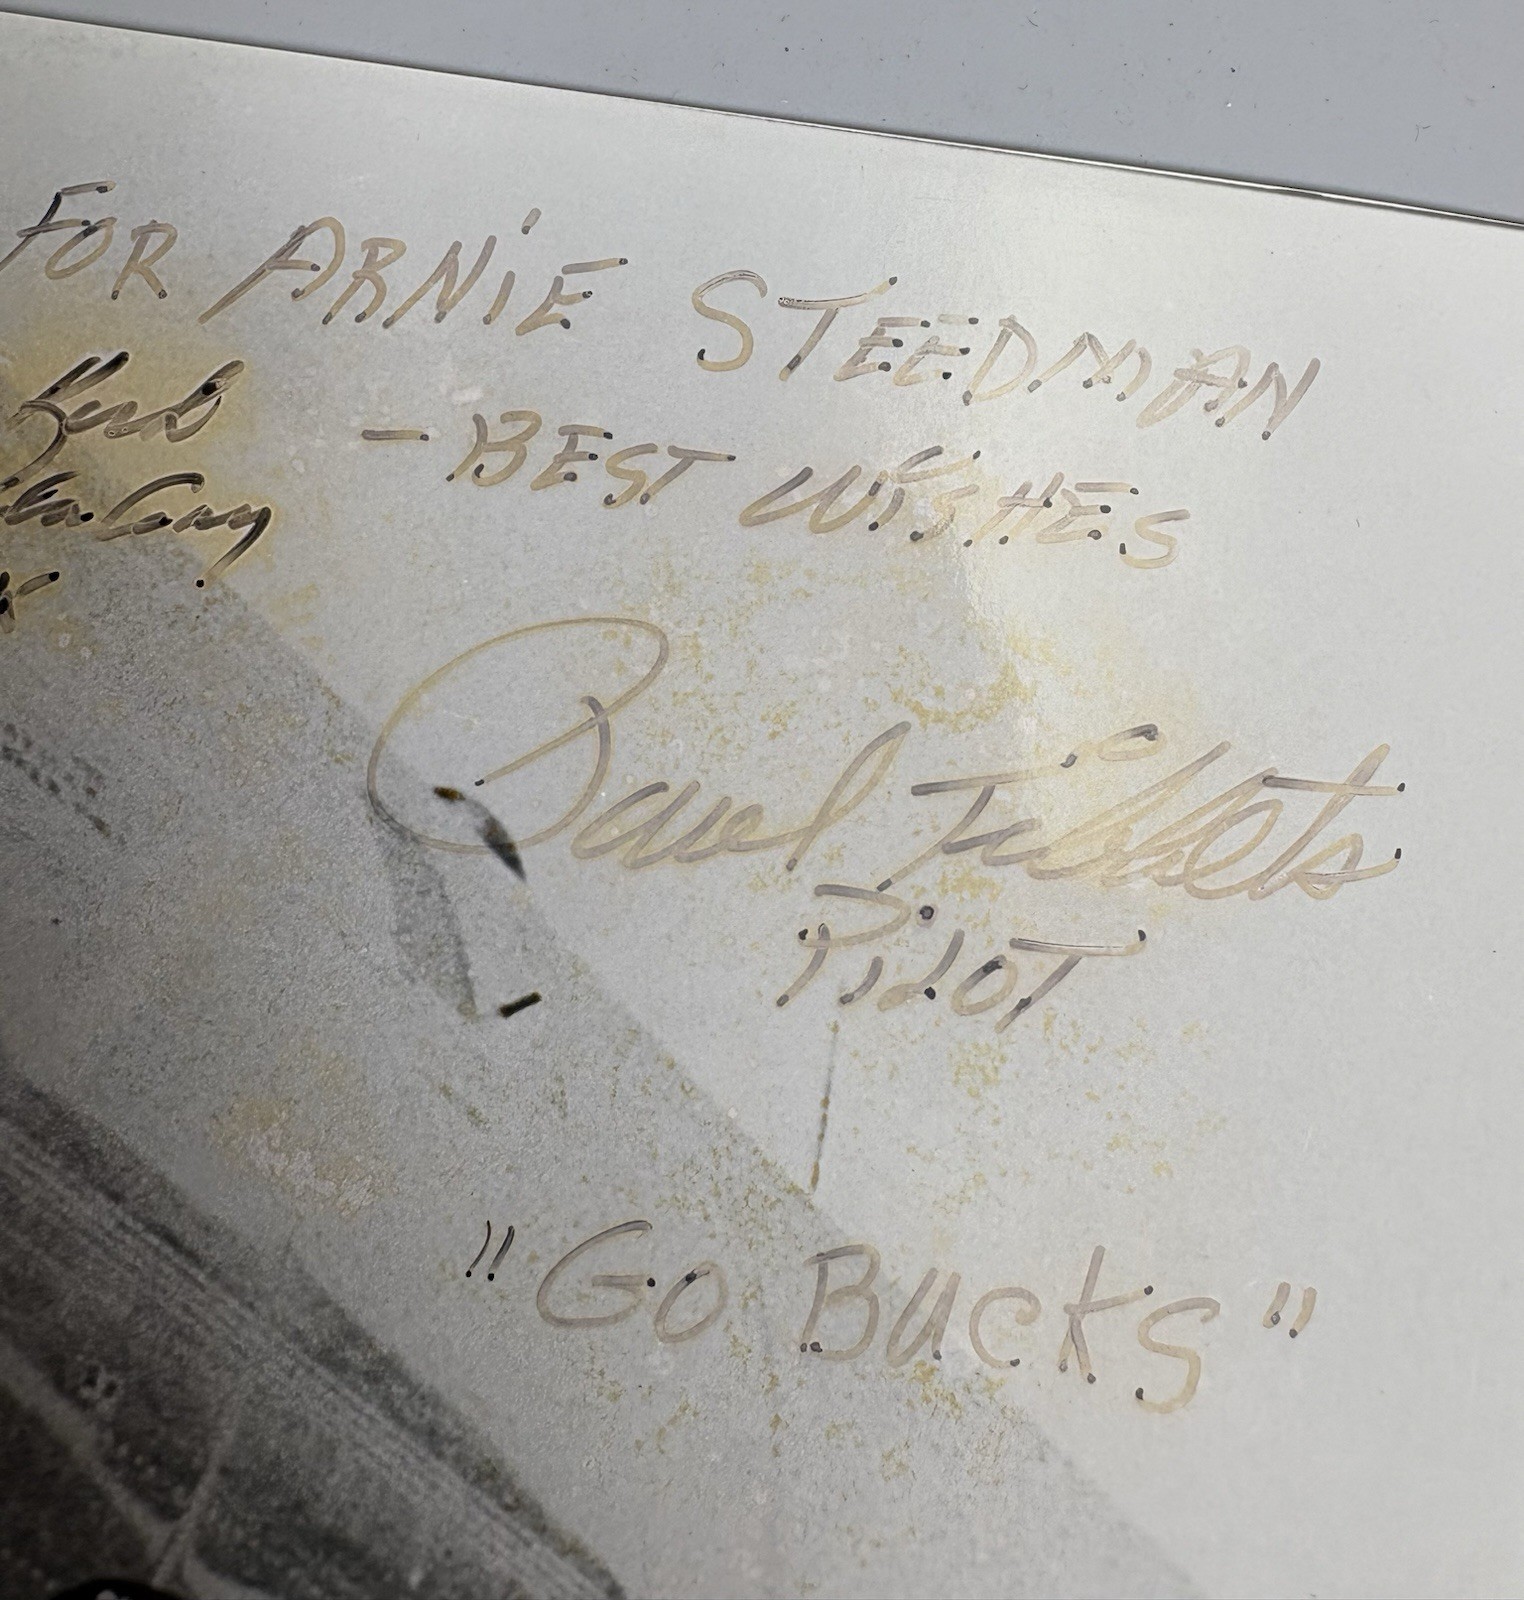 FOR ARNiE STEEDMAN
- BEST WiSHES
Paul Tibbets
PiLOT
"GO BUCKS"